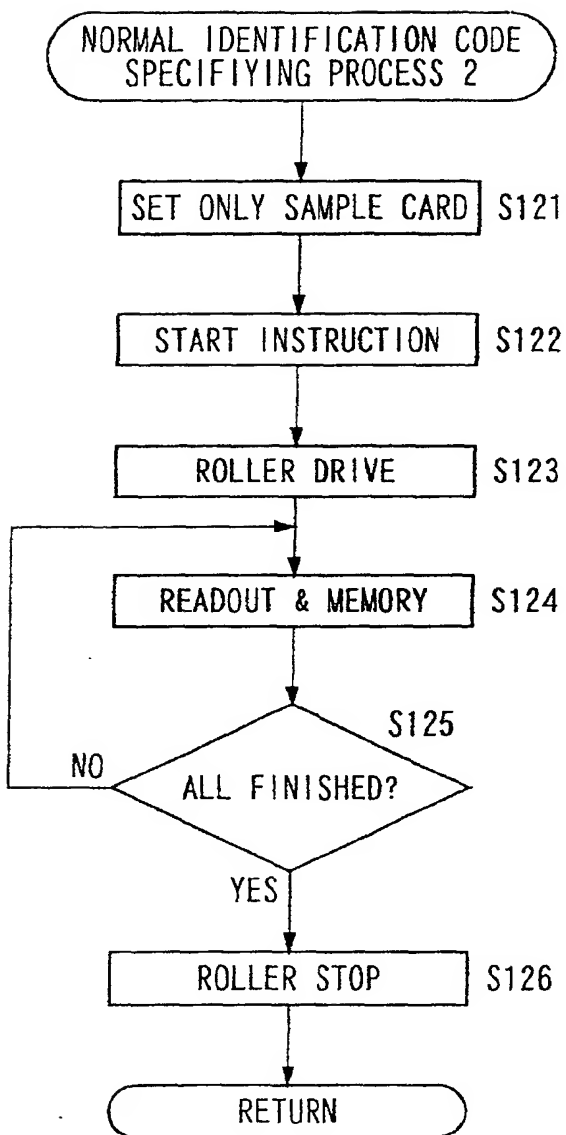 NORMAL IDENTIFICATION CODE
SPECIFIYING PROCESS 2
SET ONLY SAMPLE CARD S121
START INSTRUCTION S122
ROLLER DRIVE S123
READOUT & MEMORY S124
S125
NO
ALL FINISHED?
YES
ROLLER STOP S126
RETURN